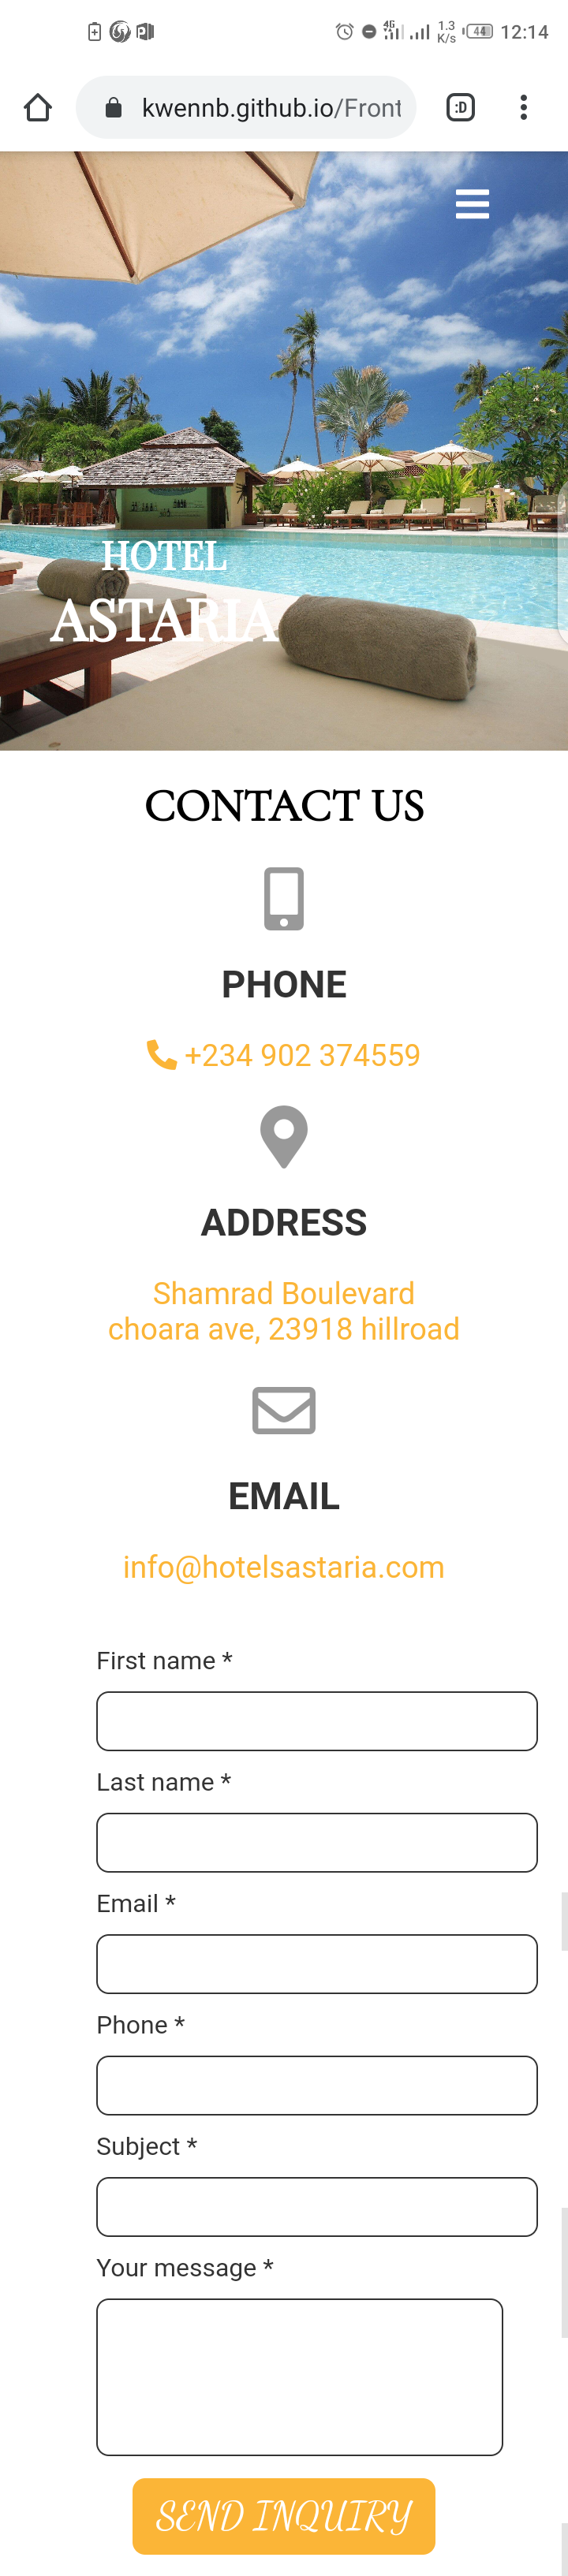 4G
1.3
K/s
44
12:14
kwennb.github.io/Front
:D
HOTEL
ASTARIA
CONTACT US
PHONE
+234 902 374559
ADDRESS
Shamrad Boulevard
choara ave, 23918 hillroad
EMAIL
info@hotelsastaria.com
First name *
Last name *
Email *
Phone *
Subject *
Your message *
SEND INQUIRY